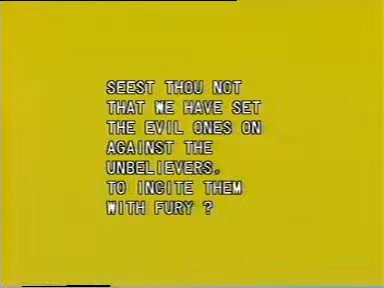 SEEST THOU NOT
THAT WE HAVE SET
THE EVIL ONES ON
AGAINST THE
UNBELIEVERS.
TO INCITE THEM
WITH FURY ?